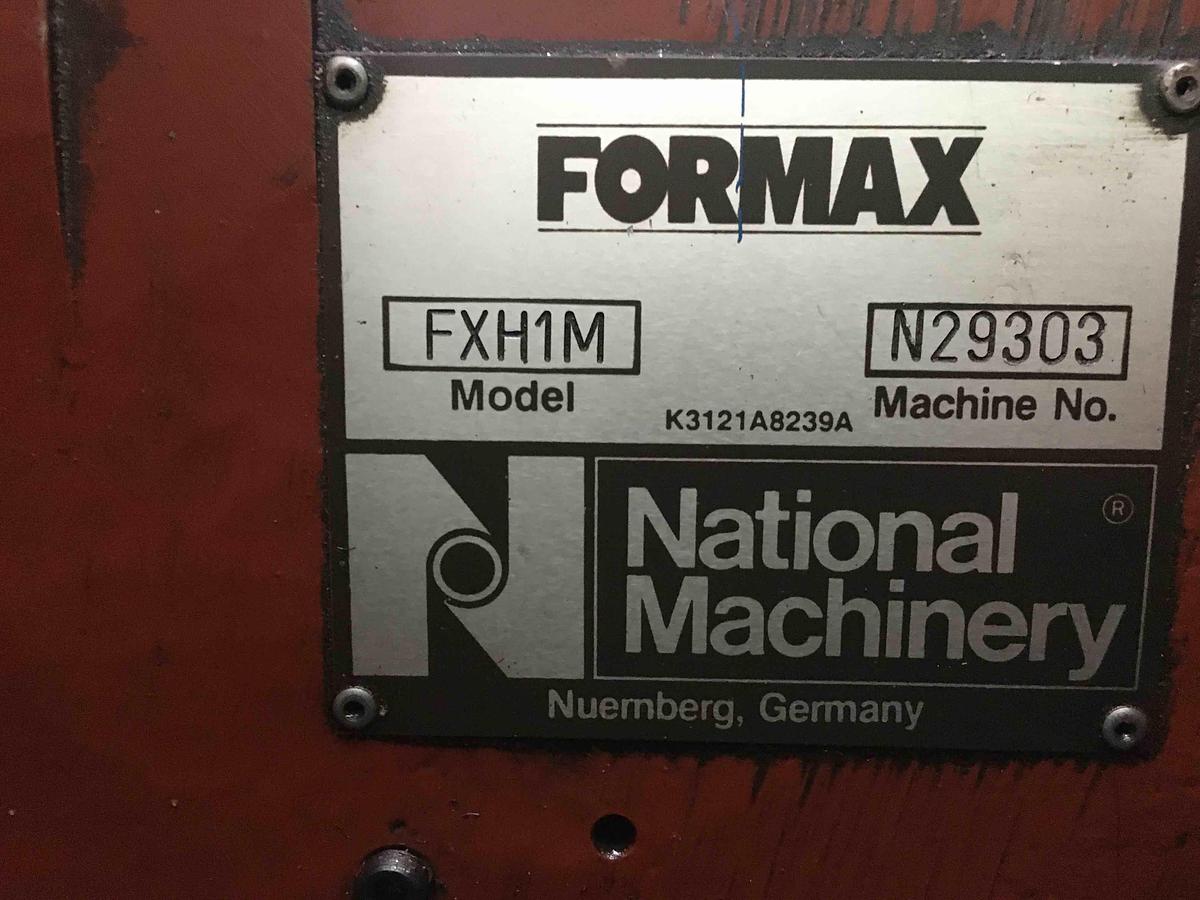 FORMAX
FXH1M
Model
N29303
Machine No.
K3121A8239A
National
Machinery
®
Nuernberg, Germany